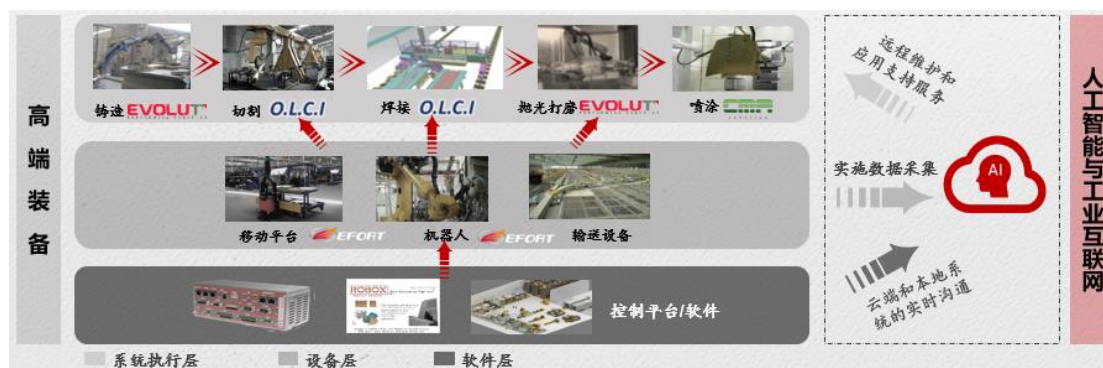 高端装备
铸造 EVOLUT
切割 O.L.C.I
焊接 O.L.C.I
抛光打磨 EVOLUT
喷涂 CMA
移动平台 EFORT
机器人 EFORT
输送设备
ROBOX
控制平台/软件
系统执行层
设备层
软件层
远程维护和
应用支持服务
实施数据采集
AI
云端和本地系
统的实时沟通
人工智能与工业互联网